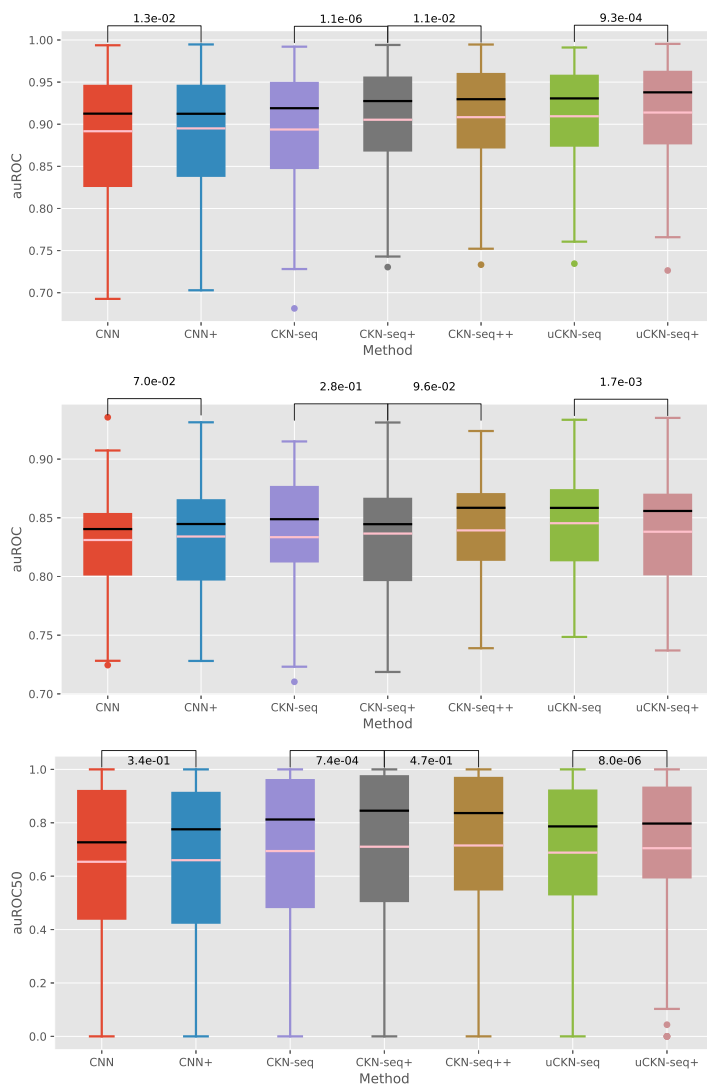 1.3e-02 1.1e-06 1.1e-02 9.3e-04
1.00
0.95
0.90
0.85
0.80
0.75
0.70
auROC
CNN CNN+ CKN-seq CKN-seq+ CKN-seq++ uCKN-seq uCKN-seq+
Method
7.0e-02 2.8e-01 9.6e-02 1.7e-03
0.90
0.85
0.80
0.75
0.70
auROC
CNN CNN+ CKN-seq CKN-seq+ CKN-seq++ uCKN-seq uCKN-seq+
Method
3.4e-01 7.4e-04 4.7e-01 8.0e-06
1.0
0.8
0.6
0.4
0.2
0.0
auROC50
CNN CNN+ CKN-seq CKN-seq+ CKN-seq++ uCKN-seq uCKN-seq+
Method